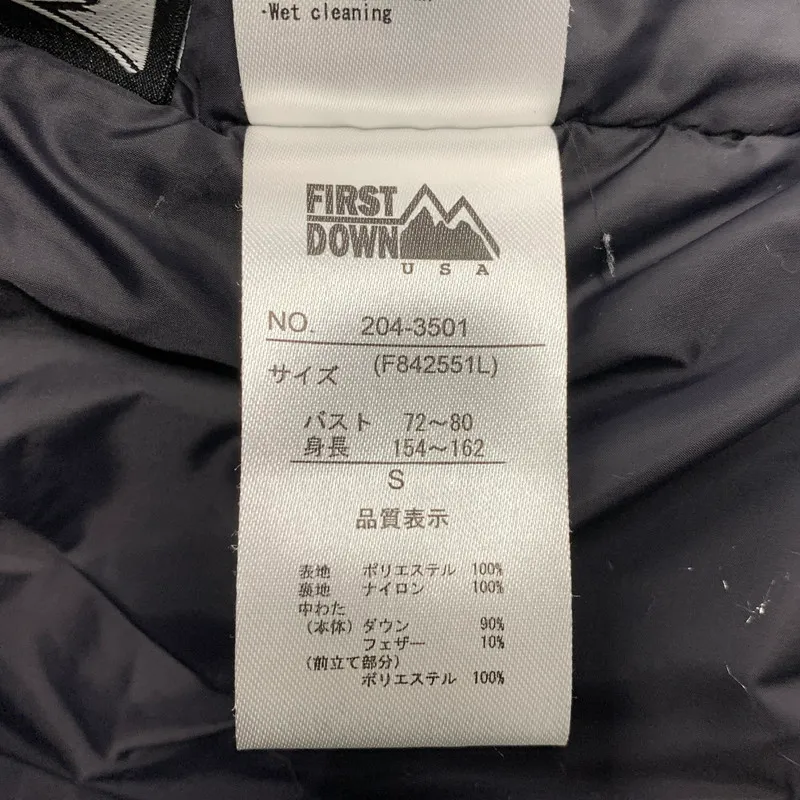 ·Wet cleaning
FIRST
DOWN
USA
NO. 204-3501
サイズ (F842551L)
バスト 72～80
身長 154～162
S
品質表示
表地 ポリエステル 100%
裏地 ナイロン 100%
中わた
(本体) ダウン 90%
フェザー 10%
(前立て部分)
ポリエステル 100%